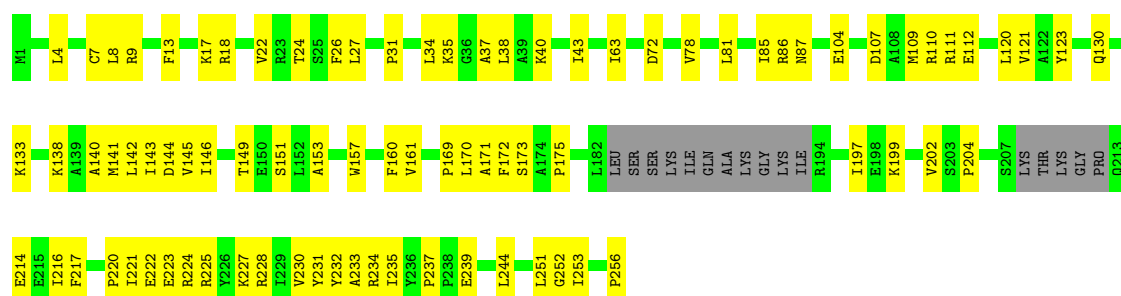 M1 L4 C7 L8 R9 F13 K17 R18 V22 R23 T24 S25 F26 L27 P31 L34 K35 G36 A37 L38 A39 K40 I43 I63 D72 V78 L81 I85 R86 N87 E104 D107 A108 M109 R110 R111 E112 L120 V121 A122 Y123 Q130
K133 K138 A139 A140 M141 L142 I143 D144 V145 I146 T149 E150 S151 L152 A153 W157 F160 V161 P169 L170 A171 F172 S173 A174 P175 L182 LEU SER SER LYS ILE GLN ALA LYS GLY LYS ILE R194 I197 E198 K199 V202 S203 P204 S207 LYS THR LYS GLY PRO Q213
E214 E215 I216 F217 P220 I221 E222 E223 R224 R225 Y226 K227 R228 I229 V230 Y231 Y232 A233 R234 I235 Y236 P237 P238 E239 L244 L251 G252 I253 P256